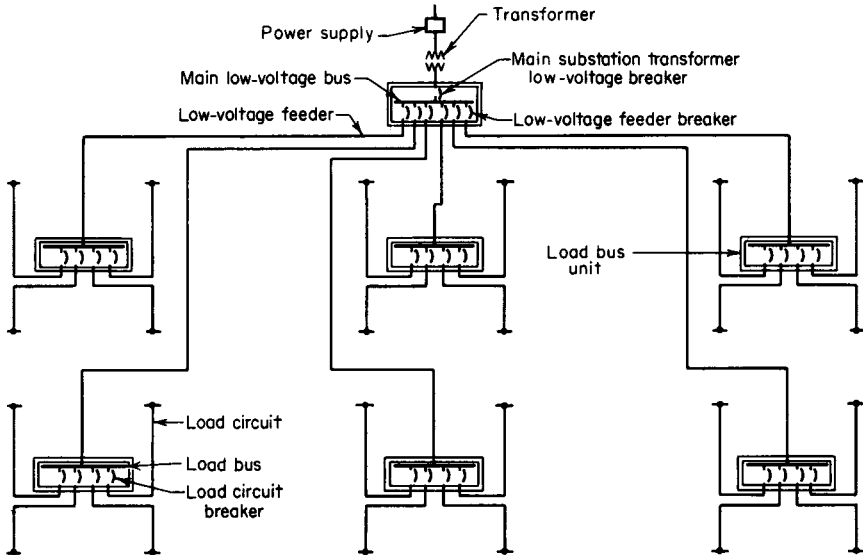 Transformer
Power supply
Main substation transformer
low-voltage breaker
Main low-voltage bus
Low-voltage feeder
Low-voltage feeder breaker
Load bus
unit
Load circuit
Load bus
Load circuit
breaker